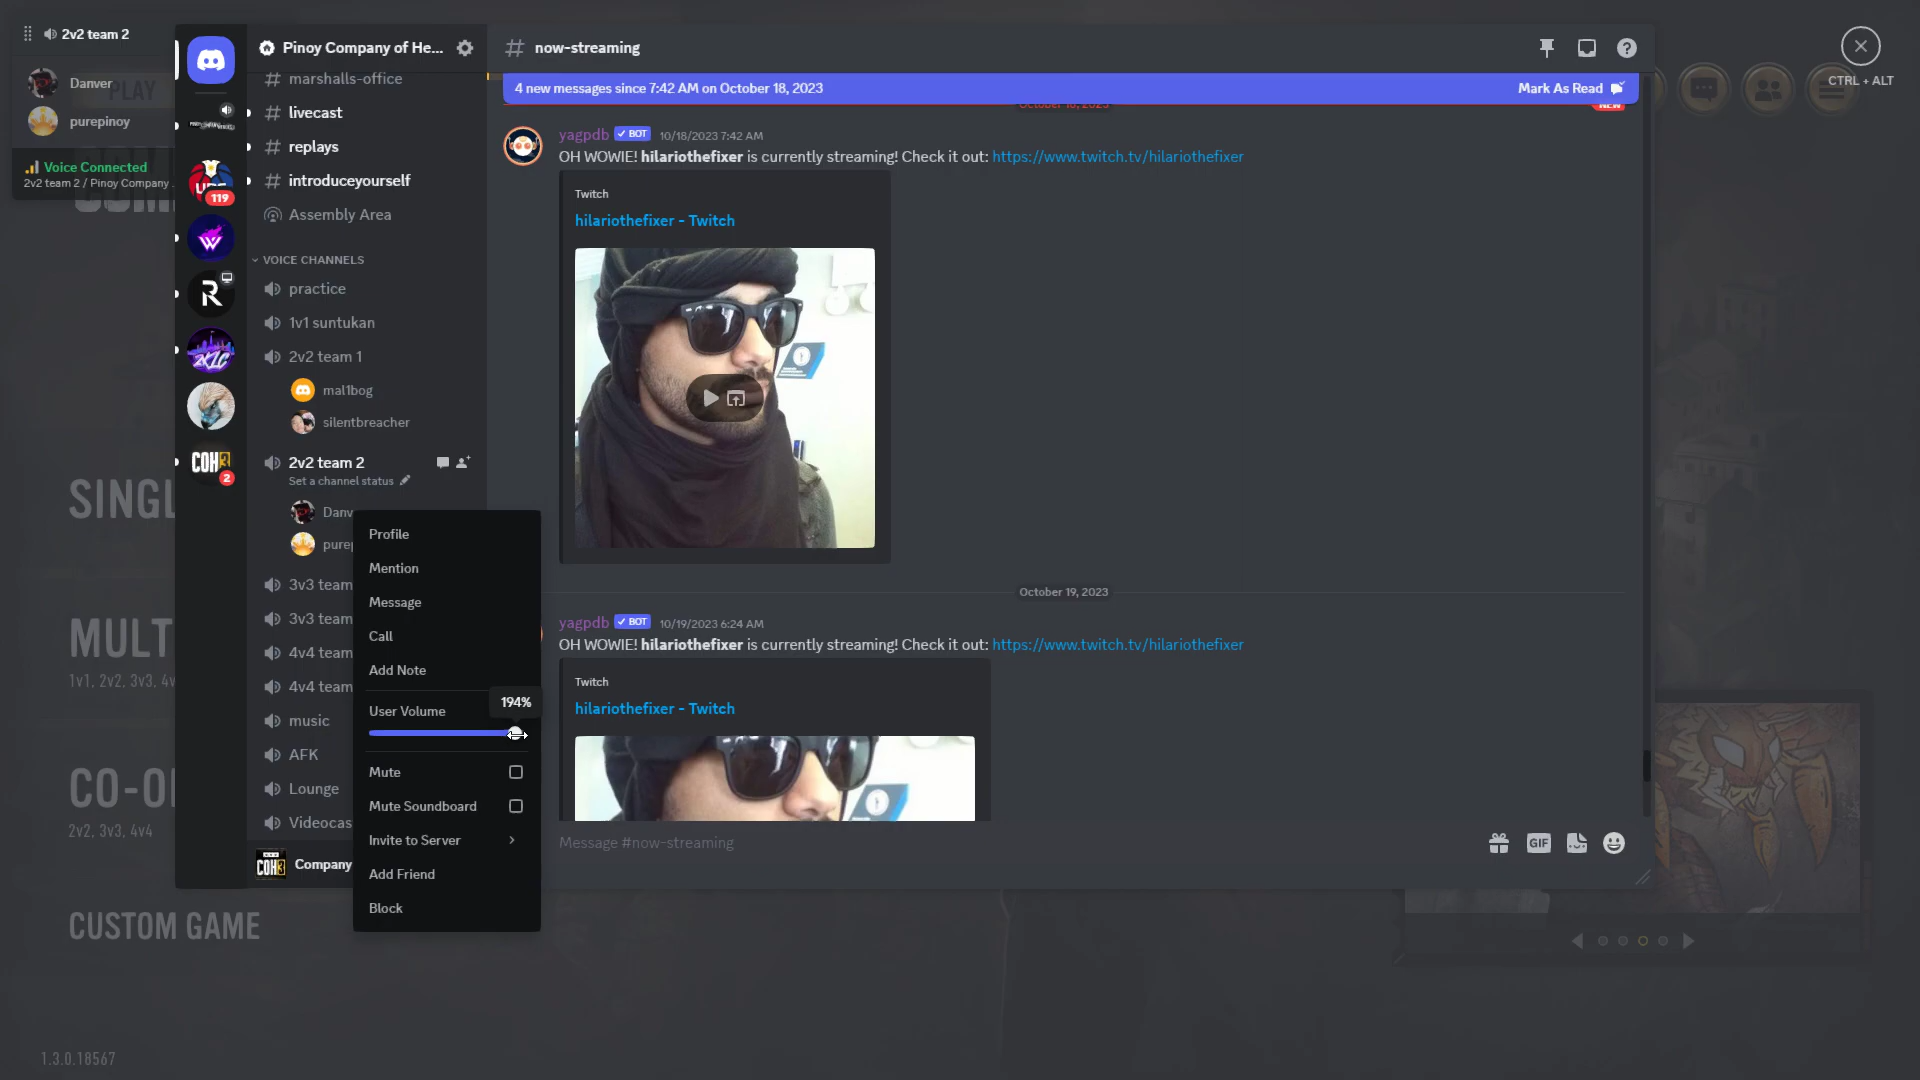 2v2 team 2
Danver
PLAY
purepinoy
Voice Connected
2v2 team 2 / Pinoy Company
119
2
Pinoy Company of He...
marshalls-office
livecast
replays
introduceyourself
Assembly Area
VOICE CHANNELS
practice
1v1 suntukan
2v2 team 1
mal1bog
silentbreacher
2v2 team 2
Set a channel status
Danv
purep
3v3 team
3v3 team
4v4 team
4v4 team
music
AFK
Lounge
Videocas
COH3
Company
Profile
Mention
Message
Call
Add Note
User Volume
194%
Mute
Mute Soundboard
Invite to Server
Add Friend
Block
# now-streaming
4 new messages since 7:42 AM on October 18, 2023
Mark As Read
October 18, 2023
NEW
yagpdb BOT 10/18/2023 7:42 AM
OH WOWIE! hilariothefixer is currently streaming! Check it out: https://www.twitch.tv/hilariothefixer
Twitch
hilariothefixer - Twitch
October 19, 2023
yagpdb BOT 10/19/2023 6:24 AM
OH WOWIE! hilariothefixer is currently streaming! Check it out: https://www.twitch.tv/hilariothefixer
Twitch
hilariothefixer - Twitch
Message #now-streaming
GIF
CTRL + ALT
COH3
SINGL
MULT
1v1, 2v2, 3v3, 4v
CO-O
2v2, 3v3, 4v4
CUSTOM GAME
1.3.0.18567